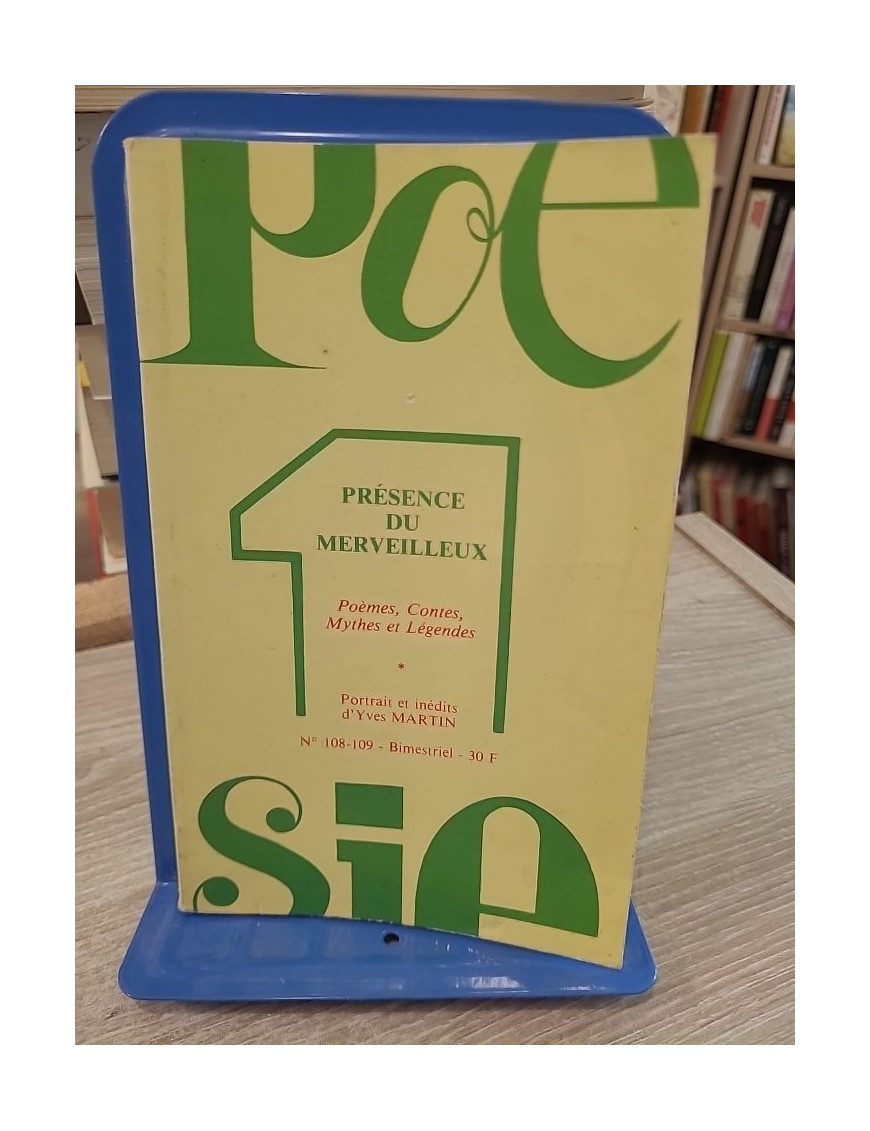 Poe
1
PRÉSENCE
DU
MERVEILLEUX
Poèmes, Contes,
Mythes et Légendes
*
Portrait et inédits
d'Yves MARTIN
N° 108-109 - Bimestriel - 30 F
sie